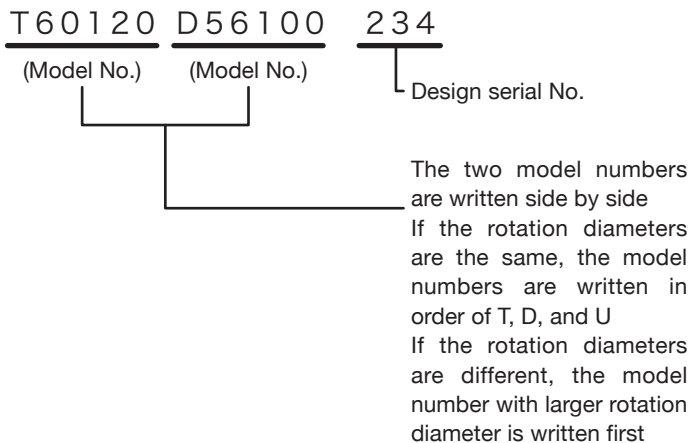 T60120 D56100 234
(Model No.) (Model No.)
Design serial No.
The two model numbers
are written side by side
If the rotation diameters
are the same, the model
numbers are written in
order of T, D, and U
If the rotation diameters
are different, the model
number with larger rotation
diameter is written first